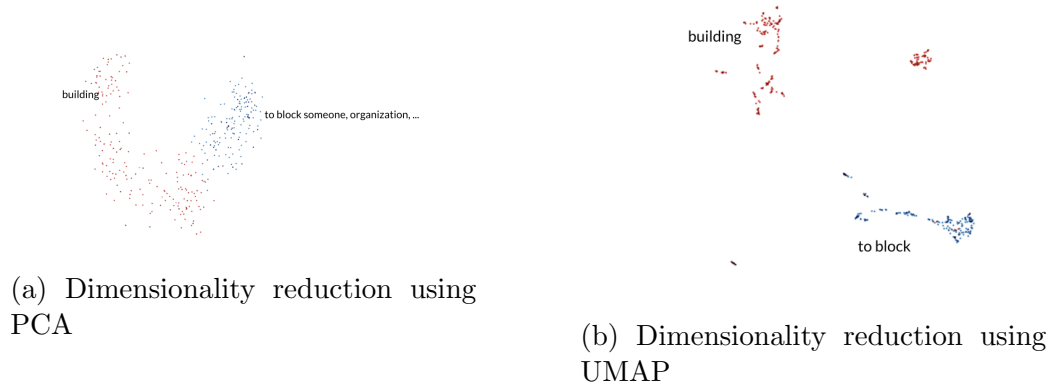 building
to block someone, organization, ...
(a) Dimensionality reduction using
PCA
building
to block
(b) Dimensionality reduction using
UMAP